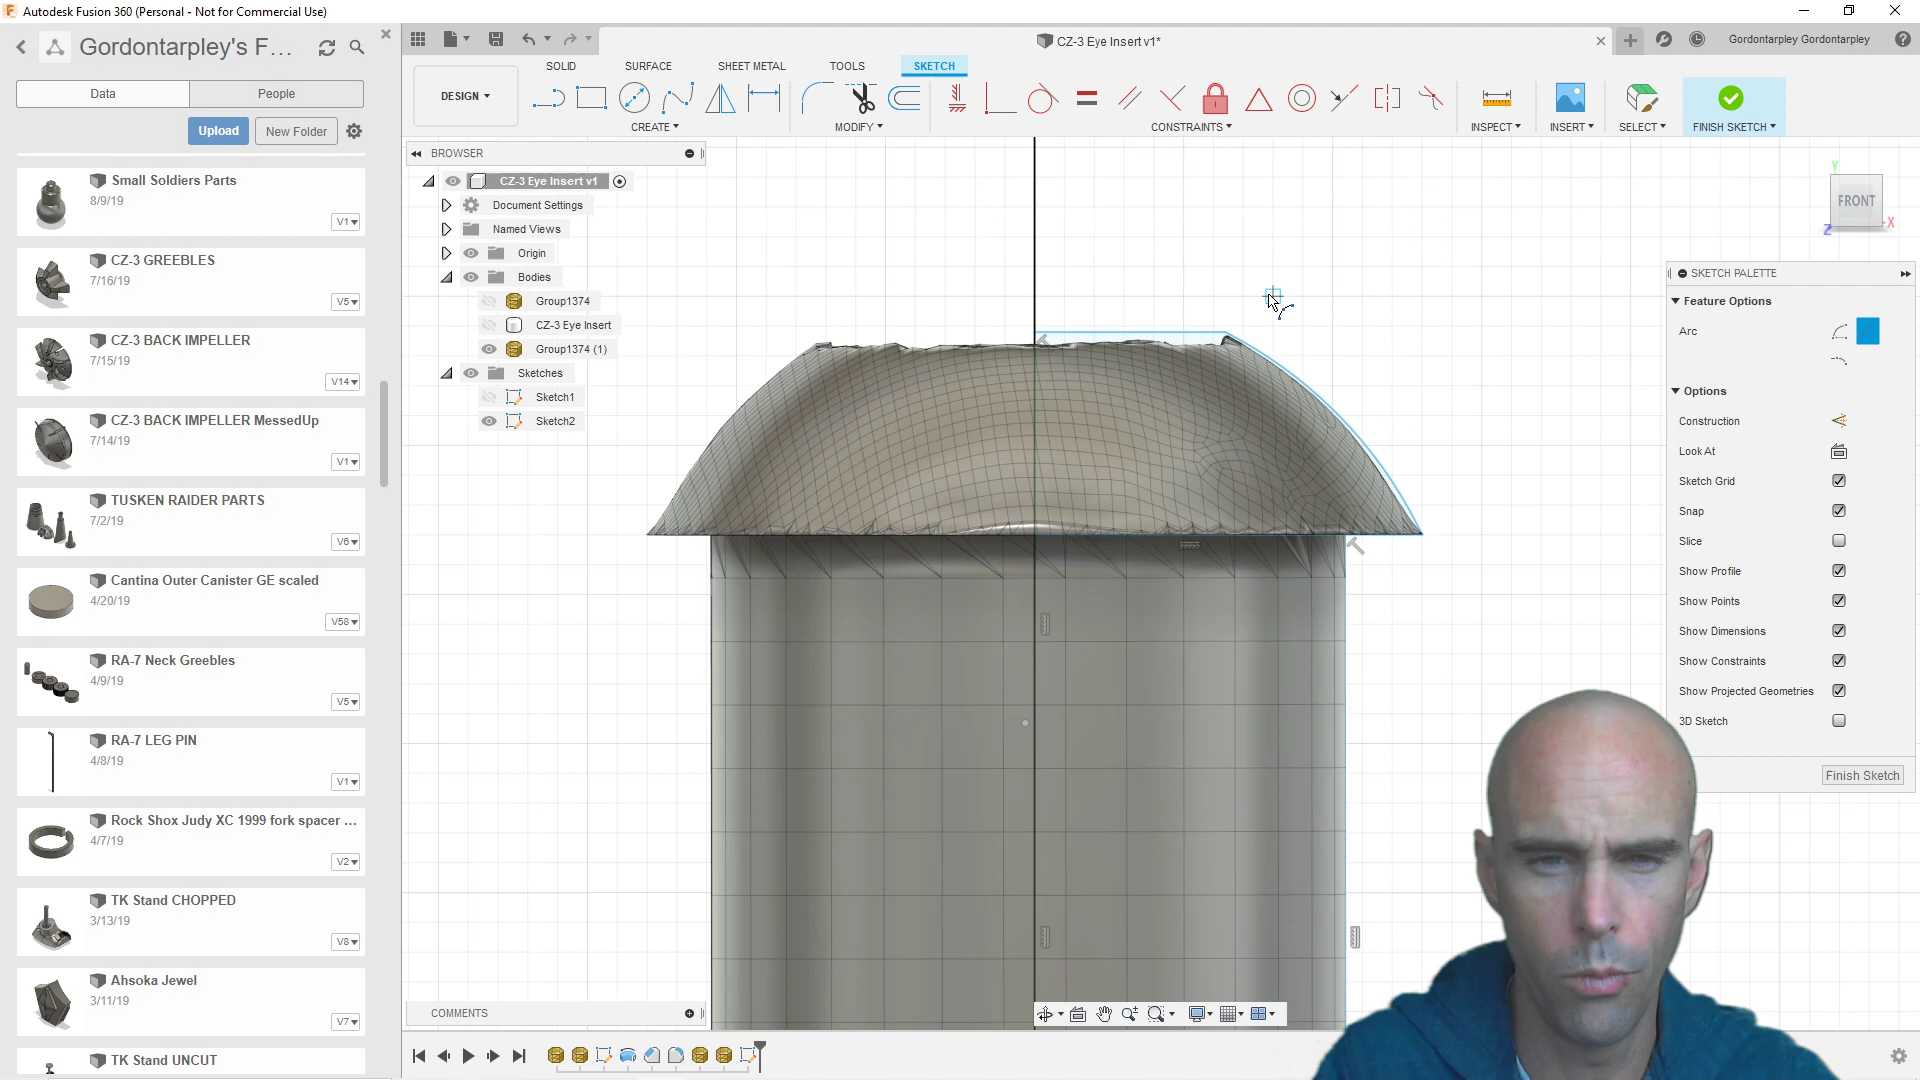 Autodesk Fusion 360 (Personal - Not for Commercial Use)
Gordontarpley's F...
Data
People
Upload
New Folder
Small Soldiers Parts
8/9/19
V1
CZ-3 GREEBLES
7/16/19
V5
CZ-3 BACK IMPELLER
7/15/19
V14
CZ-3 BACK IMPELLER MessedUp
7/14/19
V1
TUSKEN RAIDER PARTS
7/2/19
V6
Cantina Outer Canister GE scaled
4/20/19
V58
RA-7 Neck Greebles
4/9/19
V5
RA-7 LEG PIN
4/8/19
V1
Rock Shox Judy XC 1999 fork spacer ...
4/7/19
V2
TK Stand CHOPPED
3/13/19
V8
Ahsoka Jewel
3/11/19
V7
TK Stand UNCUT
CZ-3 Eye Insert v1*
Gordontarpley Gordontarpley
SOLID
SURFACE
SHEET METAL
TOOLS
SKETCH
DESIGN
CREATE
MODIFY
CONSTRAINTS
INSPECT
INSERT
SELECT
FINISH SKETCH
BROWSER
CZ-3 Eye Insert v1
Document Settings
Named Views
Origin
Bodies
Group1374
CZ-3 Eye Insert
Group1374 (1)
Sketches
Sketch1
Sketch2
Y
FRONT
X
Z
SKETCH PALETTE
Feature Options
Arc
Options
Construction
Look At
Sketch Grid
Snap
Slice
Show Profile
Show Points
Show Dimensions
Show Constraints
Show Projected Geometries
3D Sketch
Finish Sketch
COMMENTS